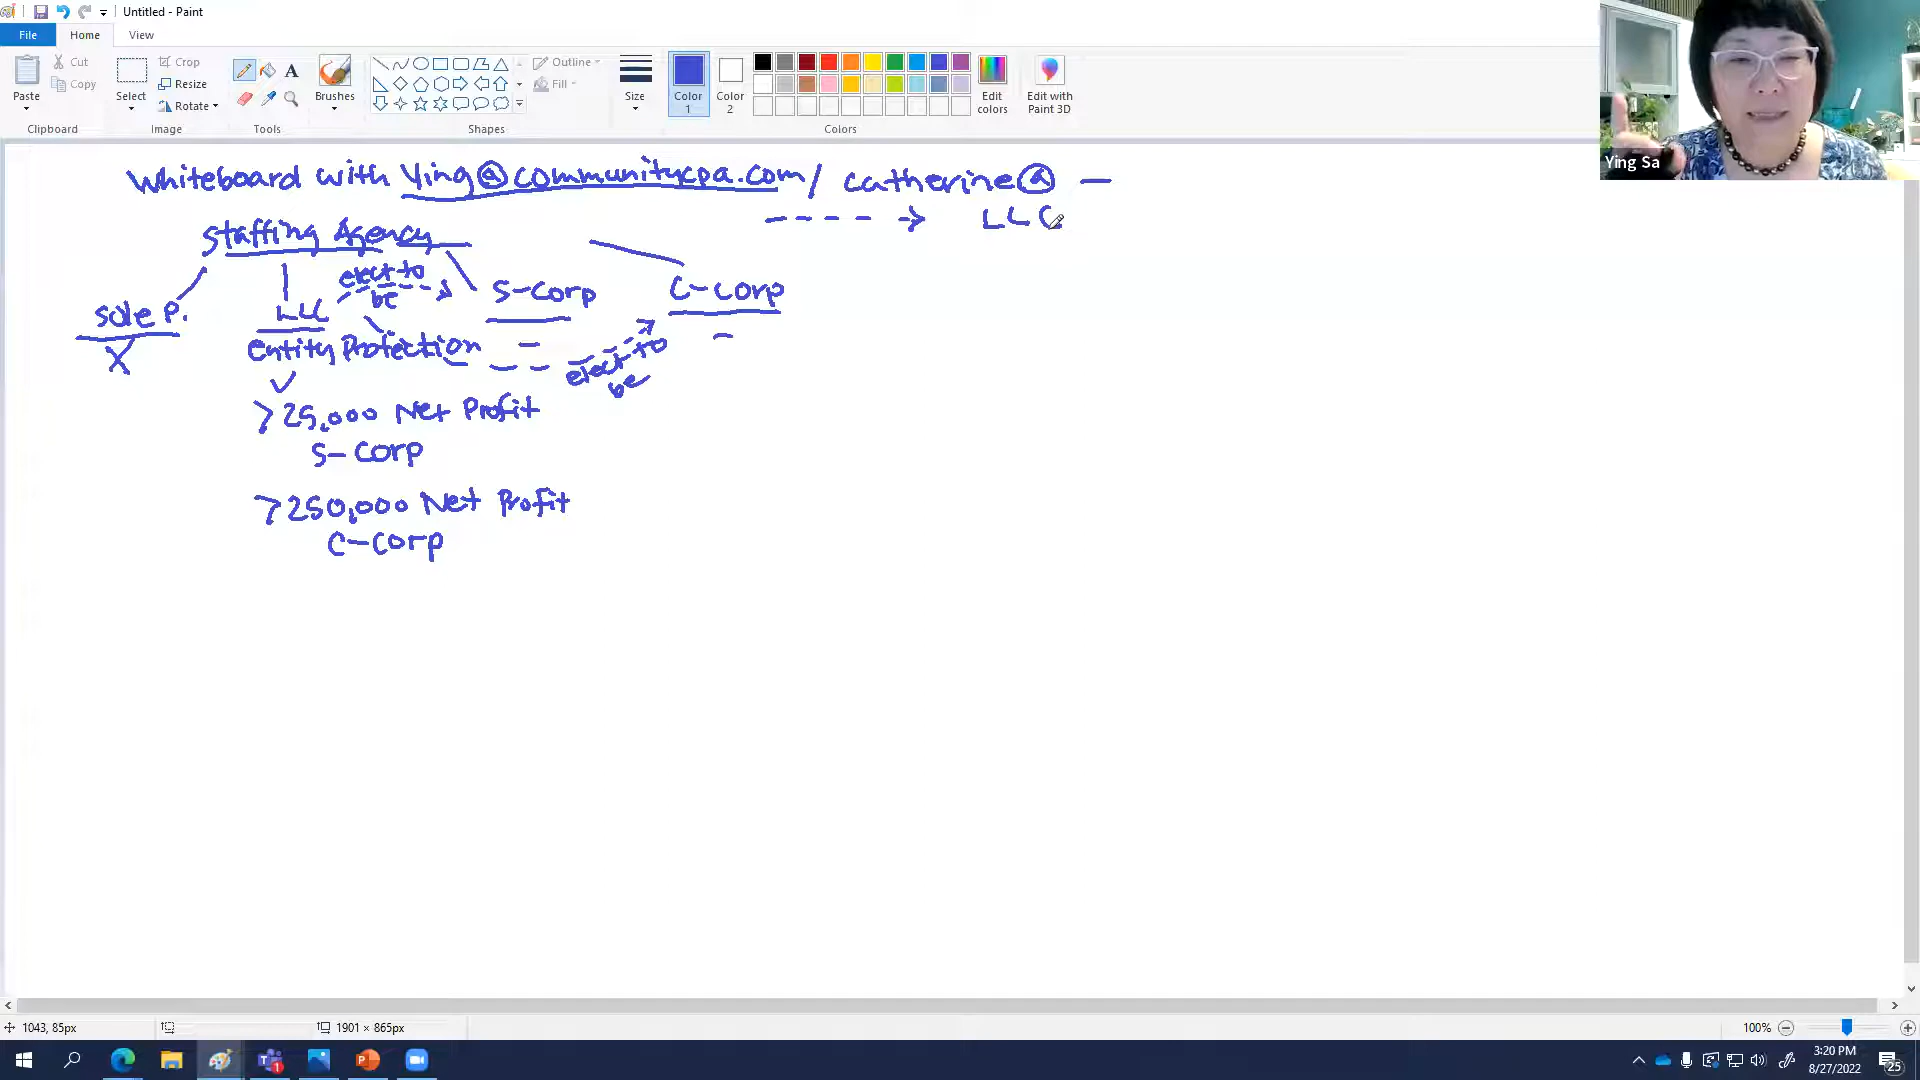 Untitled - Paint
File Home View
Paste
Cut
Copy
Clipboard
Select
Crop
Resize
Rotate
Image
A
Tools
Brushes
Outline
Fill
Shapes
Size
Color 1
Color 2
Edit colors
Edit with Paint 3D
Colors
Ying Sa
Whiteboard with Ying@communitycpa.com / catherine@ —
LLC
Staffing Agency
Sole P.
X
LLC
elect to
be
S-Corp
C-Corp
Entity Protection
elect to
be
>25,000 Net Profit
S-Corp
>250,000 Net Profit
C-Corp
1043, 85px
1901 × 865px
100%
3:20 PM
8/27/2022
1
25